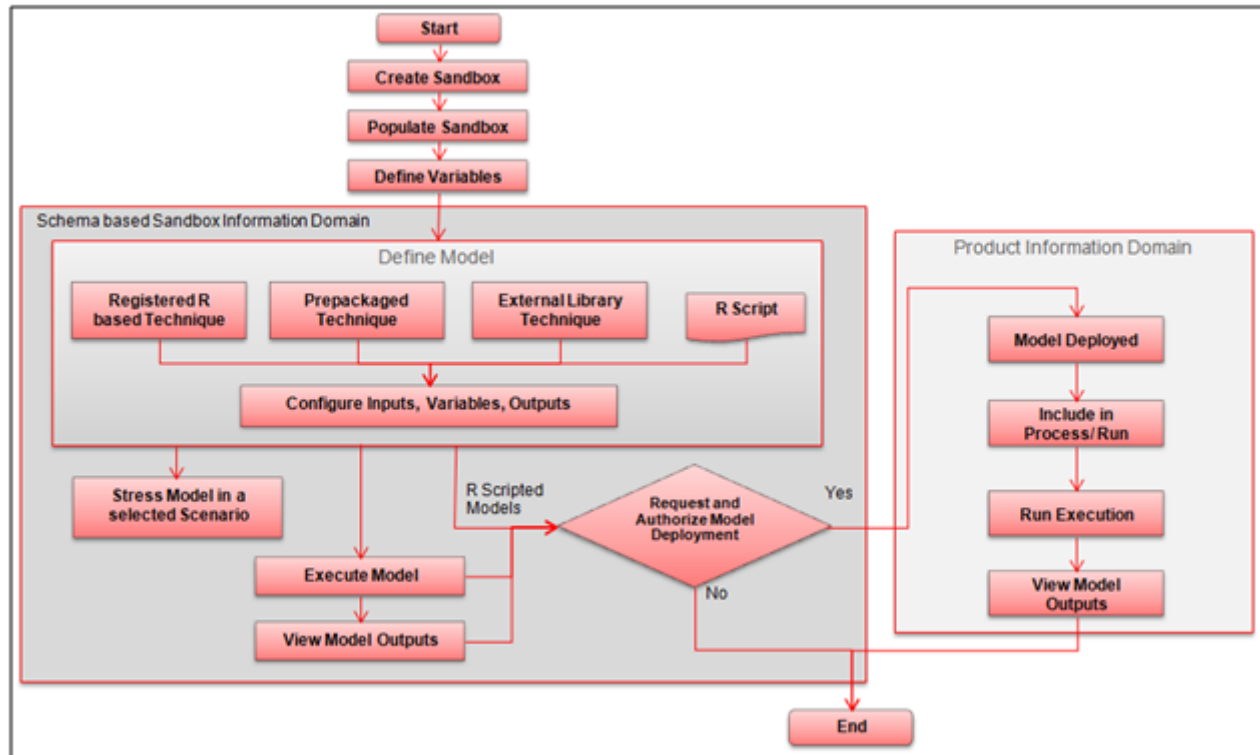 Start
Create Sandbox
Populate Sandbox
Define Variables
Schema based Sandbox Information Domain
Define Model
Registered R
based Technique
Prepackaged
Technique
External Library
Technique
R Script
Configure Inputs, Variables, Outputs
Stress Model in a
selected Scenario
R Scripted
Models
Execute Model
View Model Outputs
Request and
Authorize Model
Deployment
Yes
No
Product Information Domain
Model Deployed
Include in
Process/ Run
Run Execution
View Model
Outputs
End